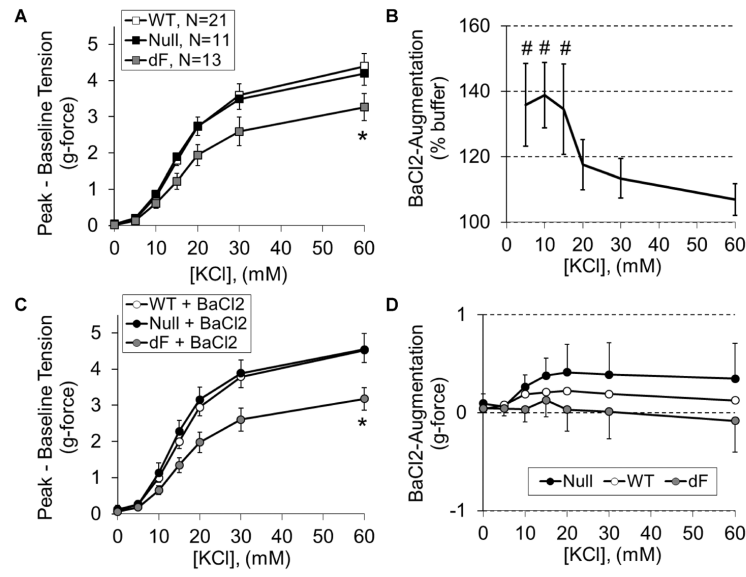 A
WT, N=21
Null, N=11
dF, N=13
Peak - Baseline Tension
(g-force)
5
4
3
2
1
0
*
0 10 20 30 40 50 60
[KCl], (mM)
B
# # #
BaCl2-Augmentation
(% buffer)
160
140
120
100
0 10 20 30 40 50 60
[KCl], (mM)
C
WT + BaCl2
Null + BaCl2
dF + BaCl2
Peak - Baseline Tension
(g-force)
5
4
3
2
1
0
*
0 10 20 30 40 50 60
[KCl], (mM)
D
BaCl2-Augmentation
(g-force)
1
0
-1
Null WT dF
0 10 20 30 40 50 60
[KCl], (mM)